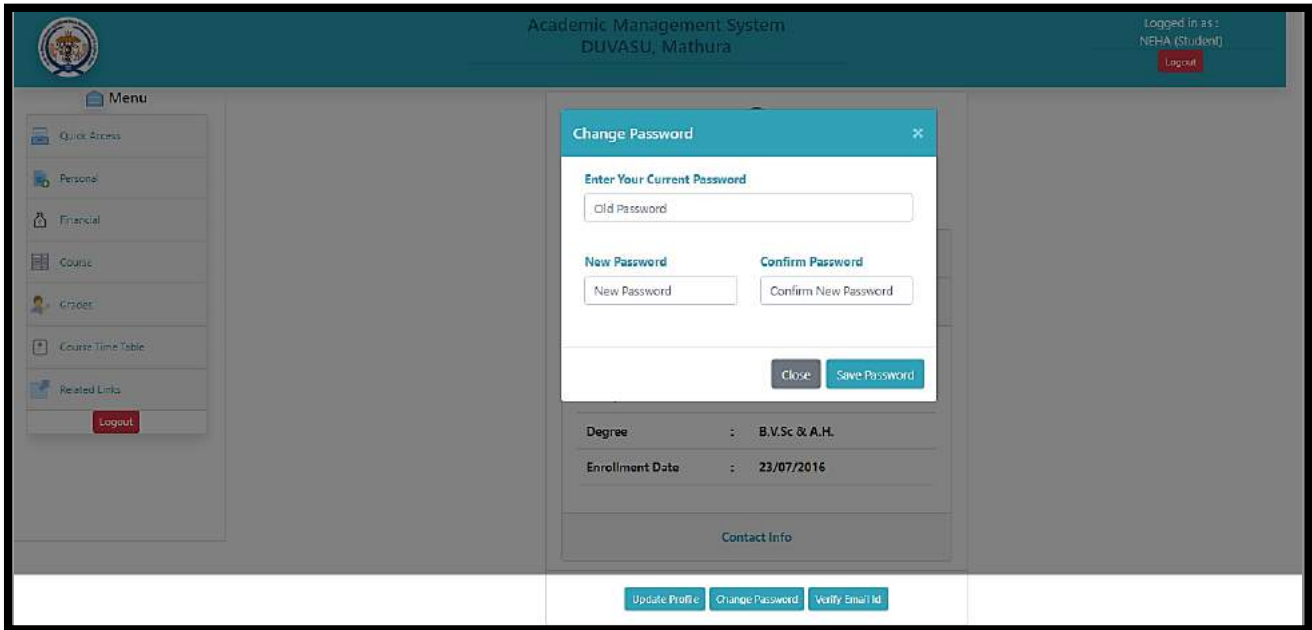 Academic Management System
DUVASU, Mathura
Logged in as :
NEHA (Student)
Logout
Menu
Quick Access
Personal
Financial
Course
Grades
Course Time Table
Related Links
Logout
Change Password
×
Enter Your Current Password
Old Password
New Password Confirm Password
New Password Confirm New Password
Close Save Password
Degree : B.V.Sc & A.H.
Enrollment Date : 23/07/2016
Contact Info
Update Profile Change Password Verify Email Id